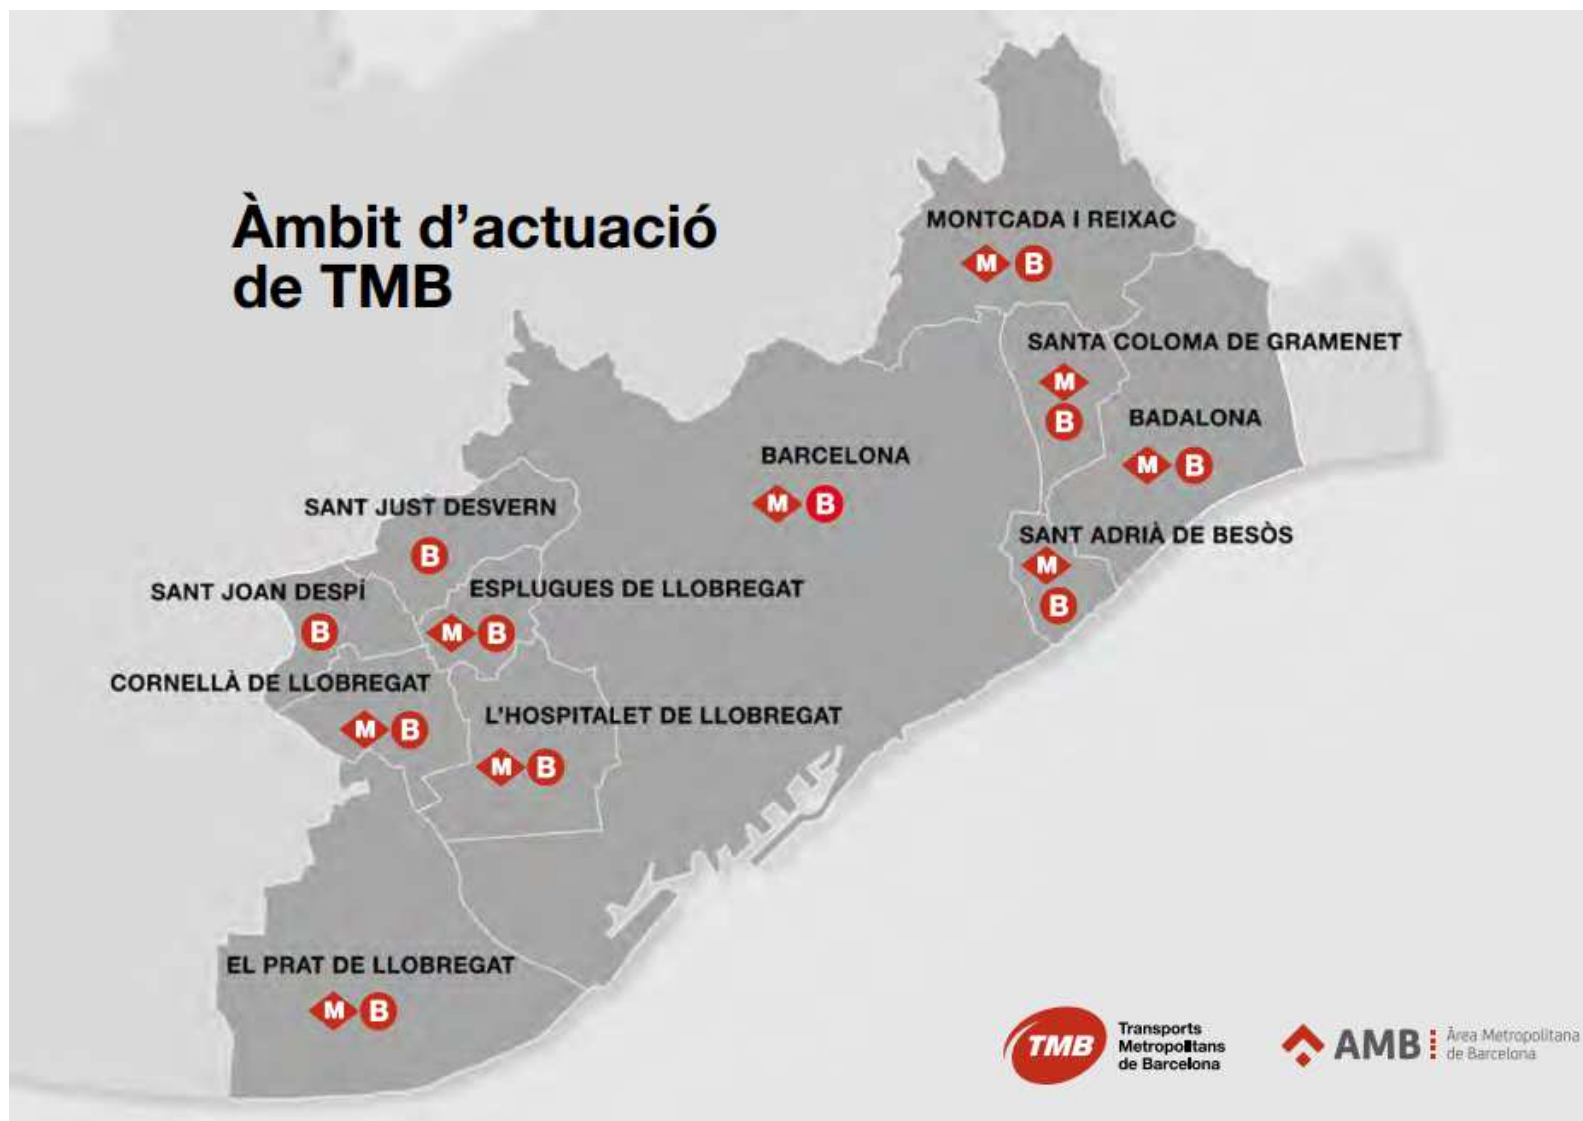 Àmbit d'actuació
de TMB
MONTCADA I REIXAC
M B
SANTA COLOMA DE GRAMENET
M
B
BADALONA
M B
BARCELONA
M B
SANT JUST DESVERN
B
SANT ADRIÀ DE BESÒS
M
B
SANT JOAN DESPÍ
B
ESPLUGUES DE LLOBREGAT
M B
CORNELLÀ DE LLOBREGAT
M B
L'HOSPITALET DE LLOBREGAT
M B
EL PRAT DE LLOBREGAT
M B
TMB
Transports
Metropolitans
de Barcelona
AMB
Àrea Metropolitana
de Barcelona